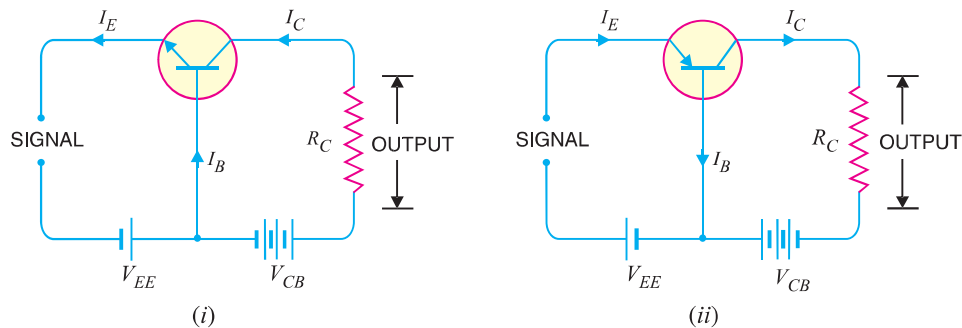 I_E I_C I_E I_C
SIGNAL R_C OUTPUT SIGNAL R_C OUTPUT
I_B I_B
V_EE V_CB V_EE V_CB
(i) (ii)